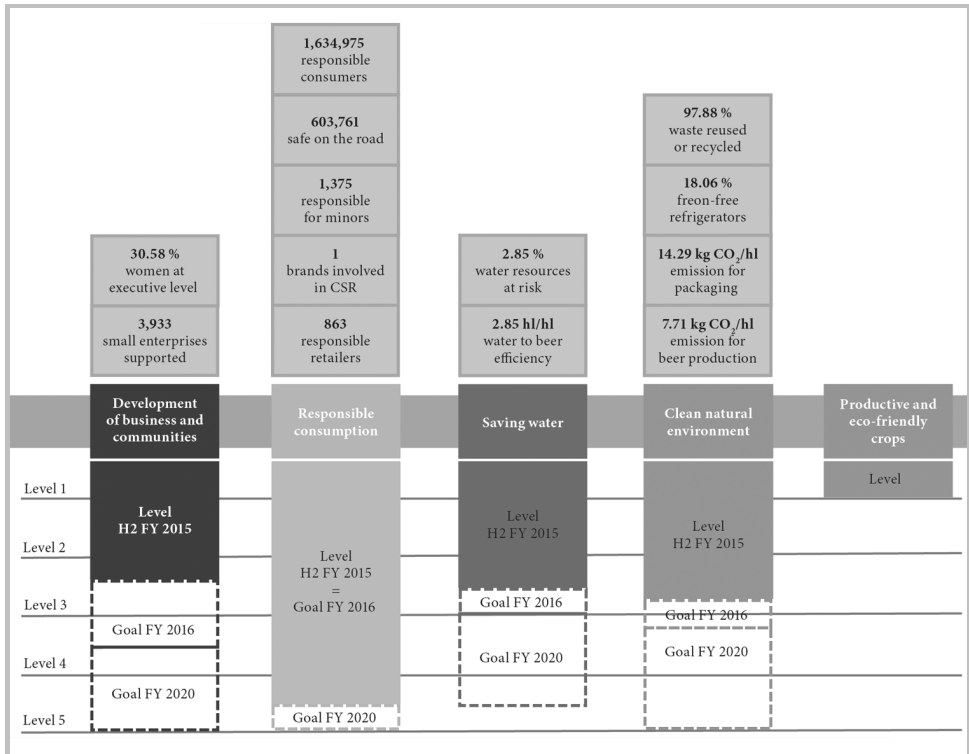 30.58 %
women at
executive level
3,933
small enterprises
supported
1,634,975
responsible
consumers
603,761
safe on the road
1,375
responsible
for minors
1
brands involved
in CSR
863
responsible
retailers
2.85 %
water resources
at risk
2.85 hl/hl
water to beer
efficiency
97.88 %
waste reused
or recycled
18.06 %
freon-free
refrigerators
14.29 kg CO₂/hl
emission for
packaging
7.71 kg CO₂/hl
emission for
beer production
Development
of business and
communities
Responsible
consumption
Saving water
Clean natural
environment
Productive and
eco-friendly
crops
Level 1
Level 2
Level 3
Level 4
Level 5
Level
H2 FY 2015
Goal FY 2016
Goal FY 2020
Level
H2 FY 2015
=
Goal FY 2016
Goal FY 2020
Level
H2 FY 2015
Goal FY 2016
Goal FY 2020
Level
H2 FY 2015
Goal FY 2016
Goal FY 2020
Level